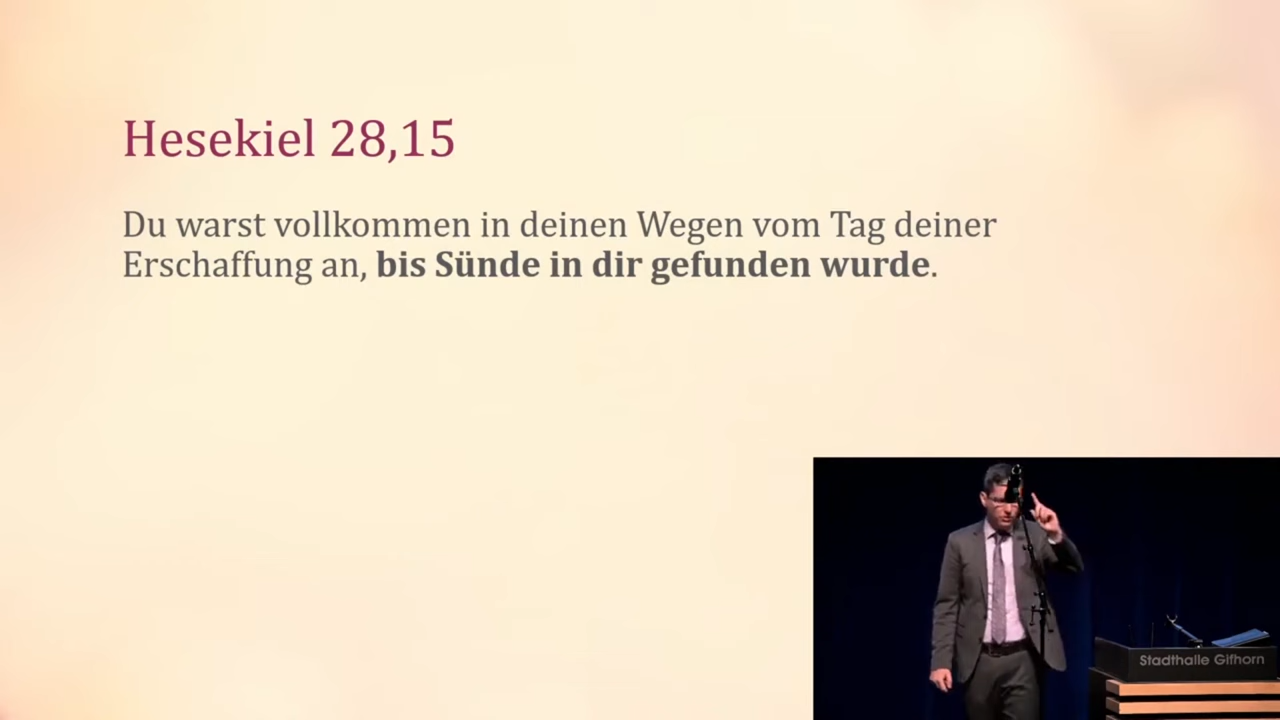 Hesekiel 28,15
Du warst vollkommen in deinen Wegen vom Tag deiner
Erschaffung an, bis Sünde in dir gefunden wurde.
Stadthalle Gifhorn